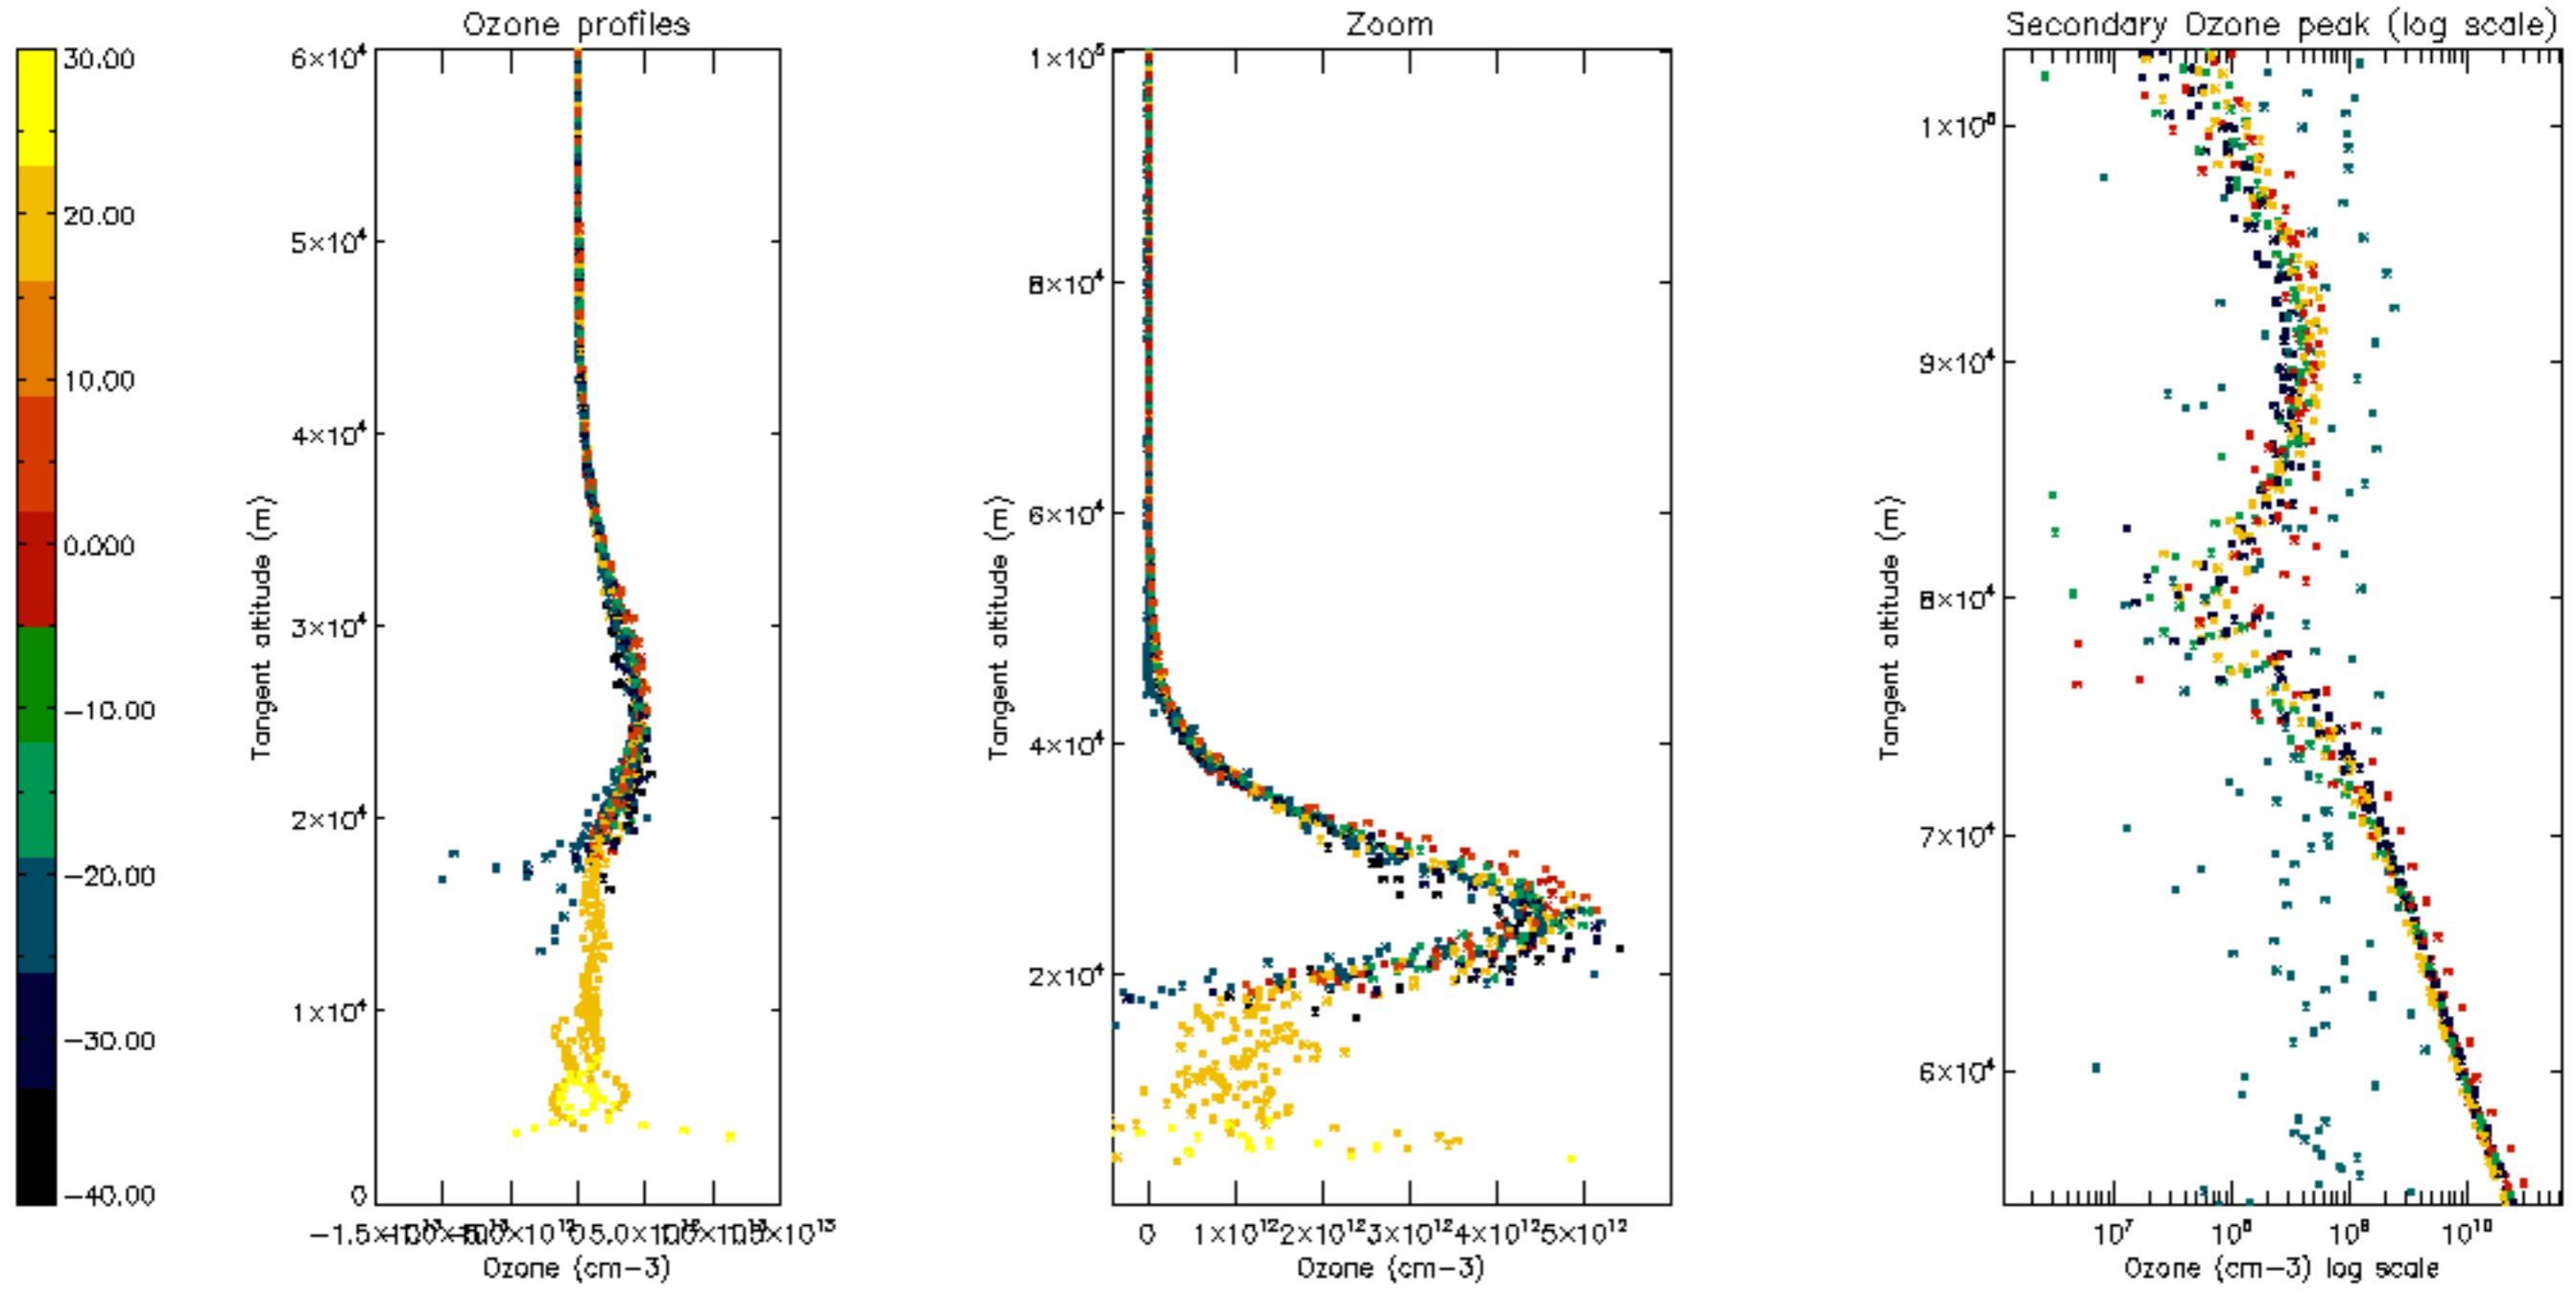 Ozone profiles
Zoom
Secondary Ozone peak (log scale)
30.00
20.00
10.00
0.000
−10.00
−20.00
−30.00
−40.00
6×10⁴
5×10⁴
4×10⁴
3×10⁴
2×10⁴
1×10⁴
0
Tangent altitude (m)
Ozone (cm−3)
1×10⁵
8×10⁴
6×10⁴
4×10⁴
2×10⁴
Tangent altitude (m)
0 1×10¹² 2×10¹² 3×10¹² 4×10¹² 5×10¹²
Ozone (cm−3)
1×10⁵
9×10⁴
8×10⁴
7×10⁴
6×10⁴
Tangent altitude (m)
10⁷ 10⁸ 10⁹ 10¹⁰
Ozone (cm−3) log scale